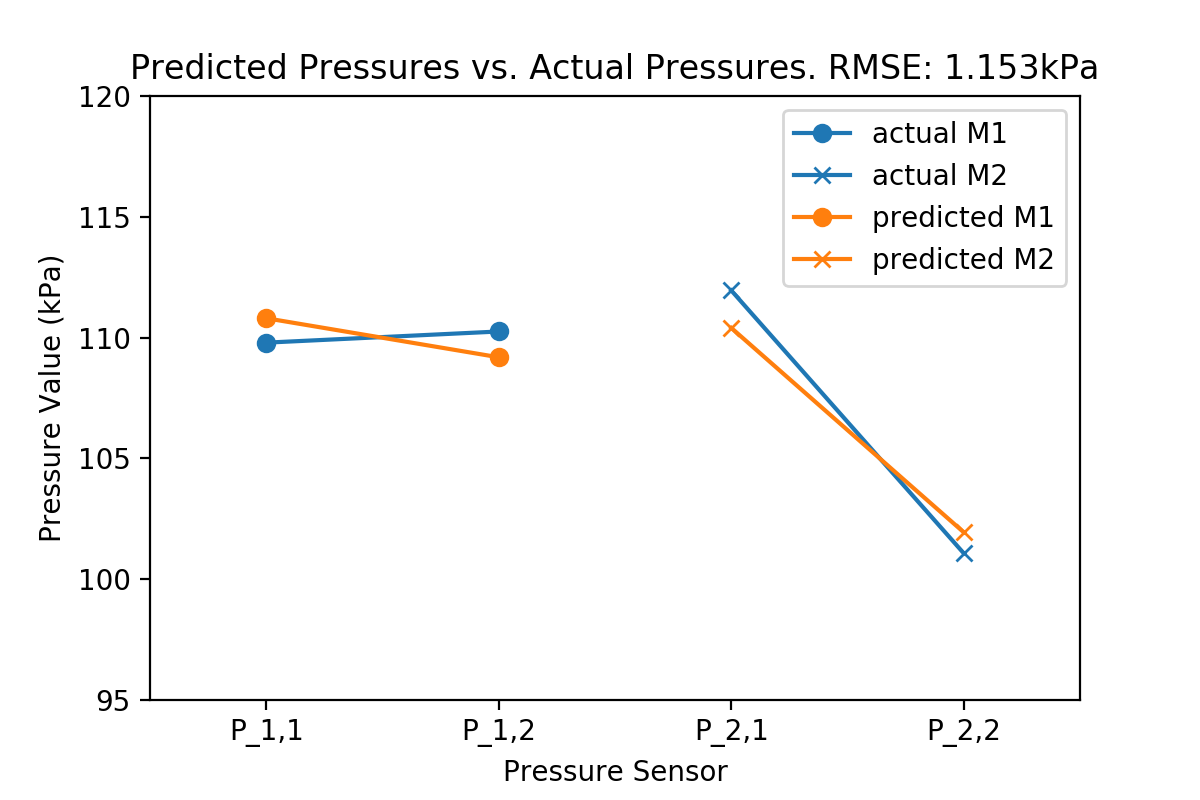 Predicted Pressures vs. Actual Pressures. RMSE: 1.153kPa
120
115
110
105
100
95
Pressure Value (kPa)
actual M1
actual M2
predicted M1
predicted M2
P_1,1 P_1,2 P_2,1 P_2,2
Pressure Sensor